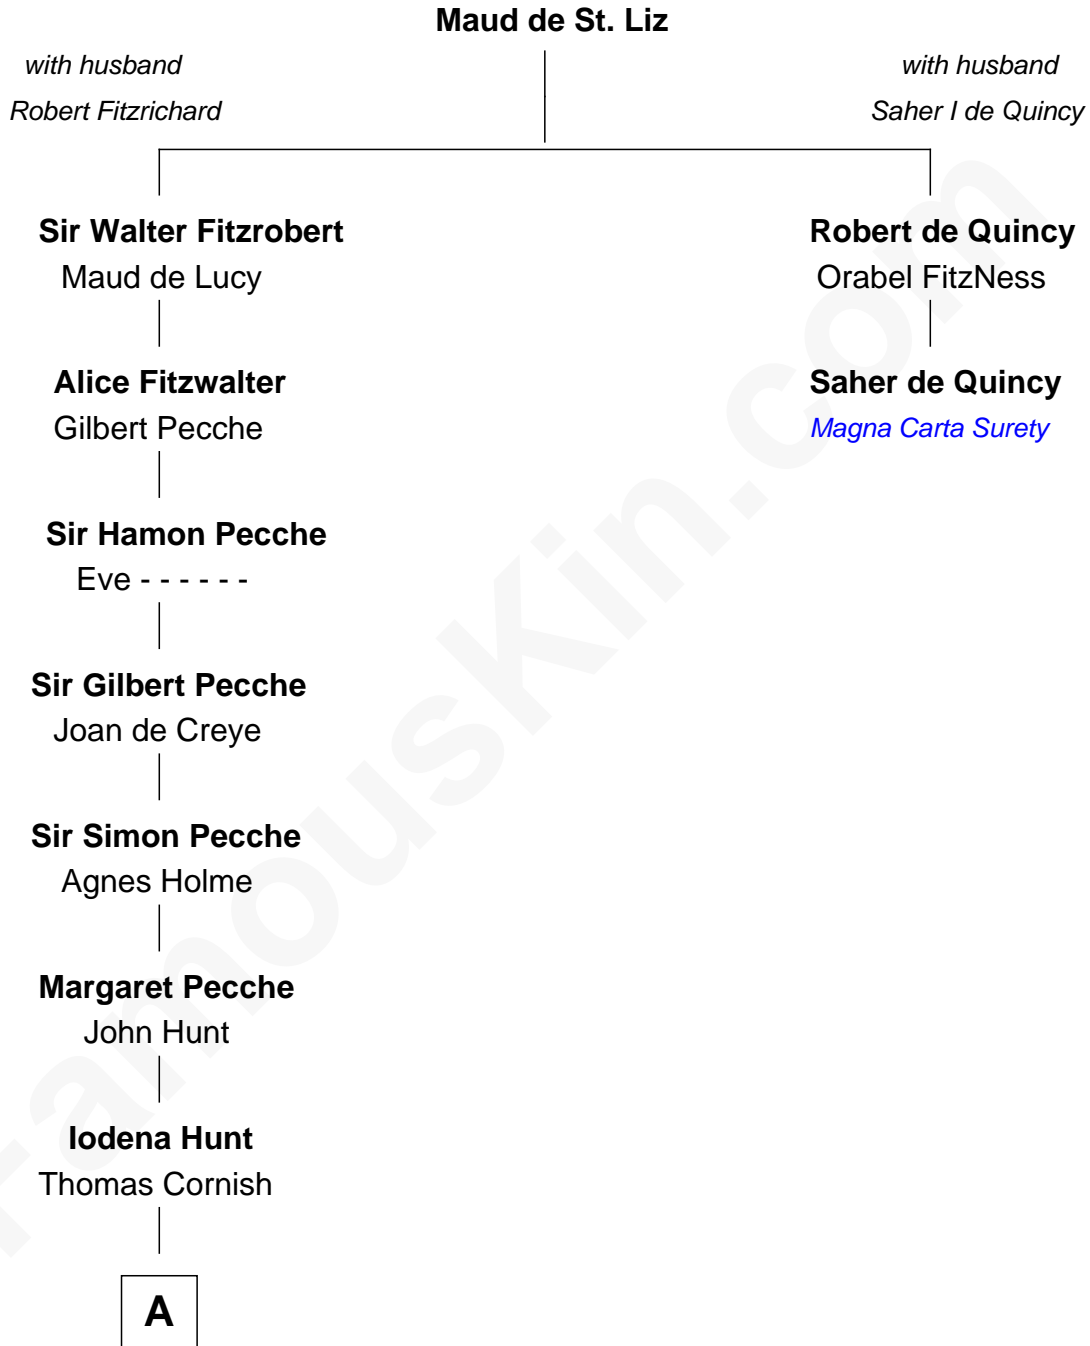 Maud de St. Liz
with husband
Robert Fitzrichard
with husband
Saher I de Quincy
Sir Walter Fitzrobert
Maud de Lucy
Robert de Quincy
Orabel FitzNess
Alice Fitzwalter
Gilbert Pecche
Saher de Quincy
Magna Carta Surety
Sir Hamon Pecche
Eve - - - - - -
Sir Gilbert Pecche
Joan de Creye
Sir Simon Pecche
Agnes Holme
Margaret Pecche
John Hunt
Iodena Hunt
Thomas Cornish
A
FamousKin.com